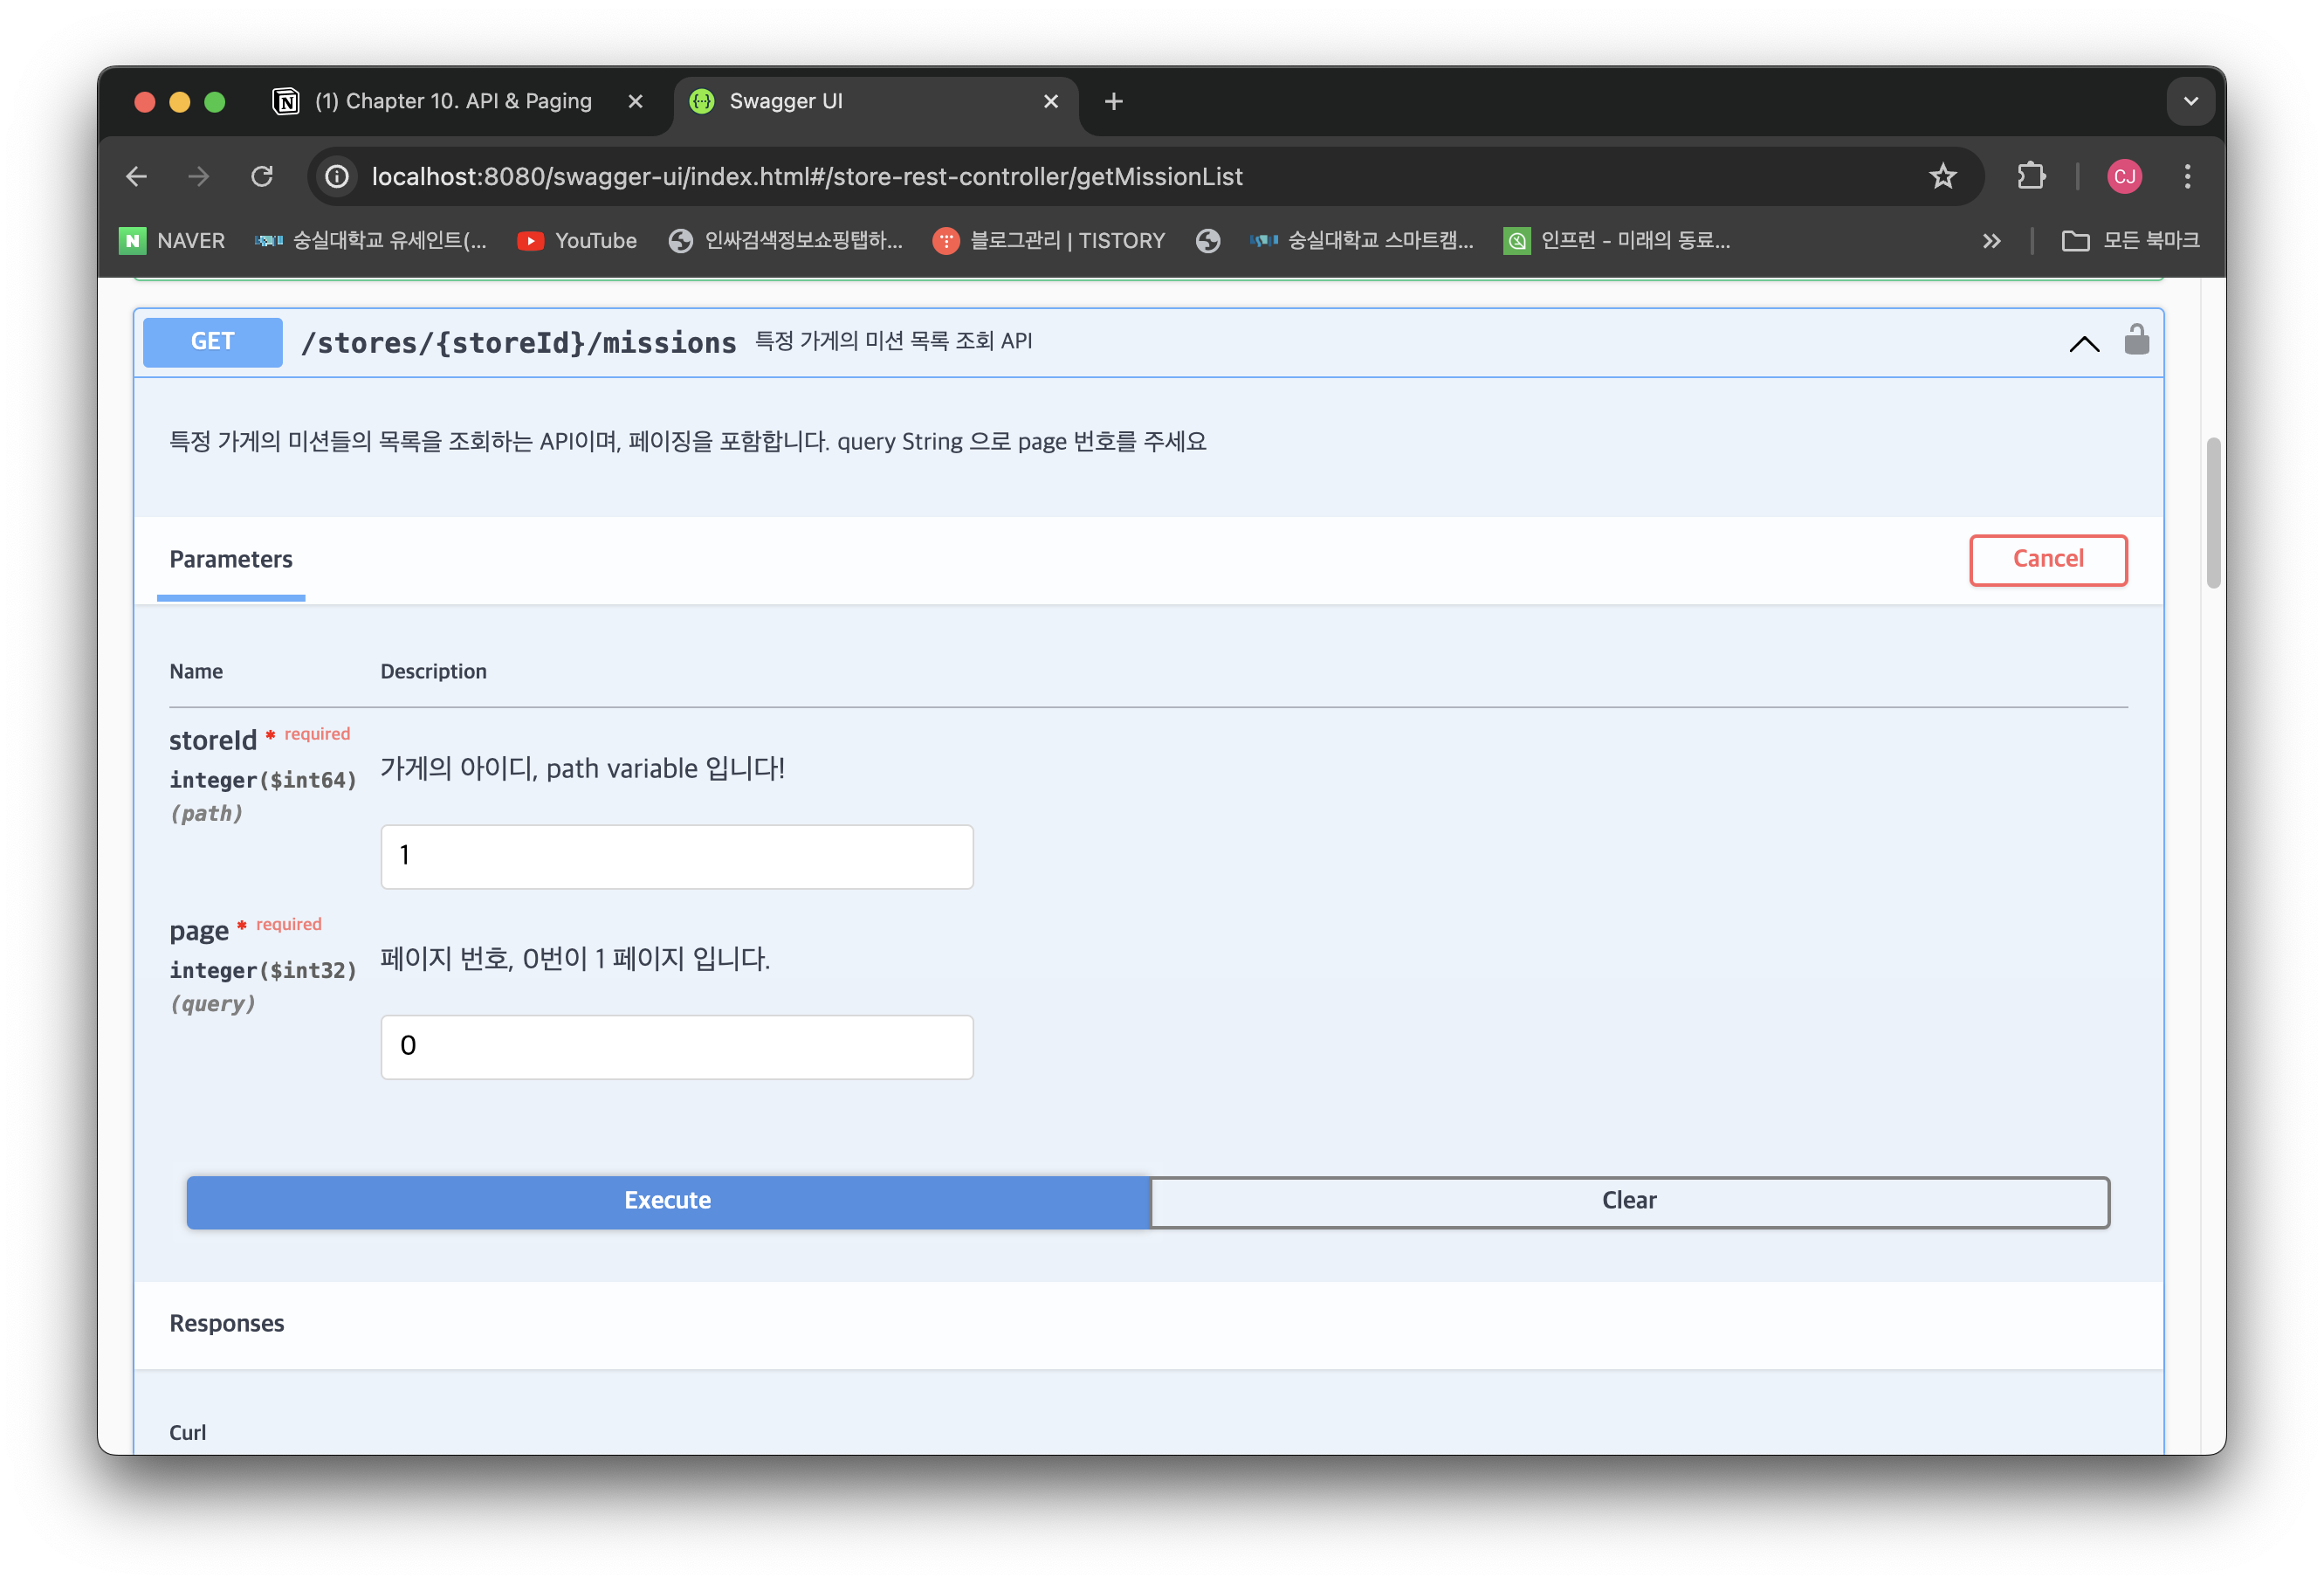 (1) Chapter 10. API & Paging
Swagger UI
localhost:8080/swagger-ui/index.html#/store-rest-controller/getMissionList
CJ
N NAVER 숭실대학교 유세인트(... YouTube 인싸검색정보쇼핑탭하... 블로그관리 | TISTORY 숭실대학교 스마트캠... 인프런 - 미래의 동료... 모든 북마크
GET /stores/{storeId}/missions 특정 가게의 미션 목록 조회 API
특정 가게의 미션들의 목록을 조회하는 API이며, 페이징을 포함합니다. query String 으로 page 번호를 주세요
Parameters
Cancel
Name Description
storeId * required
integer($int64)
(path)
가게의 아이디, path variable 입니다!
1
page * required
integer($int32)
(query)
페이지 번호, 0번이 1 페이지 입니다.
0
Execute
Clear
Responses
Curl